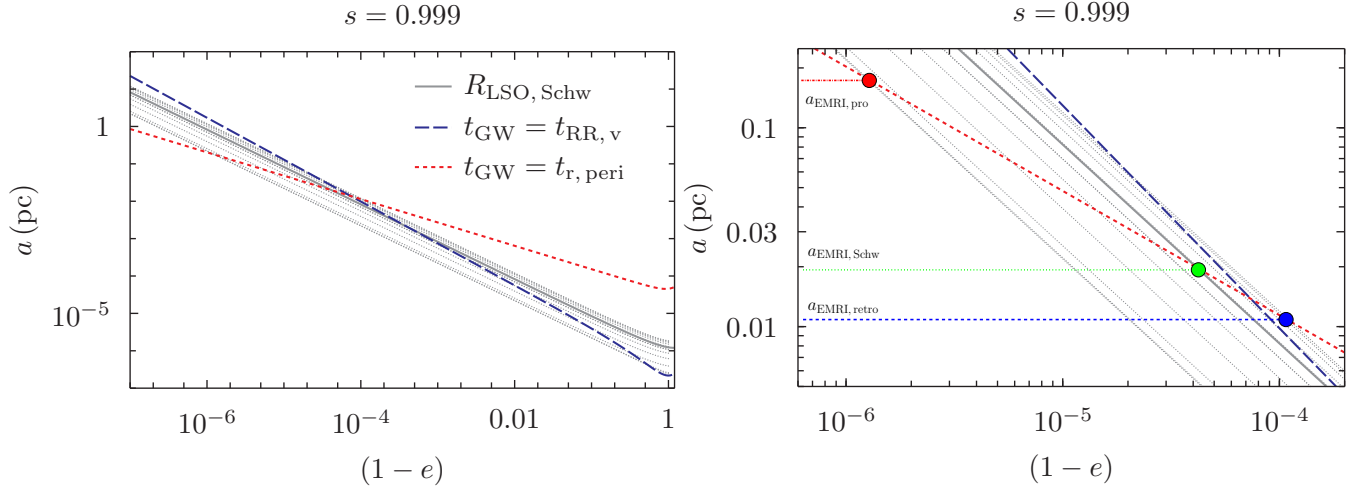 s = 0.999
a (pc)
1
10⁻⁵
R_LSO, Schw
t_GW = t_RR, v
t_GW = t_r, peri
10⁻⁶
10⁻⁴
0.01
1
(1 − e)
s = 0.999
a (pc)
0.1
0.03
0.01
a_EMRI, pro
a_EMRI, Schw
a_EMRI, retro
10⁻⁶
10⁻⁵
10⁻⁴
(1 − e)